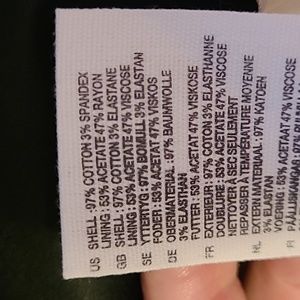 US SHELL : 97% COTTON 3% SPANDEX
LINING : 53% ACETATE 47% RAYON
GB SHELL : 97% COTTON 3% ELASTANE
LINING : 53% ACETATE 47% VISCOSE
SE YTTERTYG : 97% BOMULL 3% ELASTAN
FODER : 53% ACETAT 47% VISKOS
DE OBERMATERIAL : 97% BAUMWOLLE
3% ELASTHAN
FUTTER : 53% ACETAT 47% VISKOSE
FR EXTERIEUR : 97% COTON 3% ELASTHANNE
DOUBLURE : 53% ACETATE 47% VISCOSE
NETTOYER À SEC SEULEMENT
REPASSER À TEMPÉRATURE MOYENNE
NL EXTERN MATERIAAL : 97% KATOEN
3% ELASTAN
VOERING : 53% ACETAAT 47% VISCOSE
FI